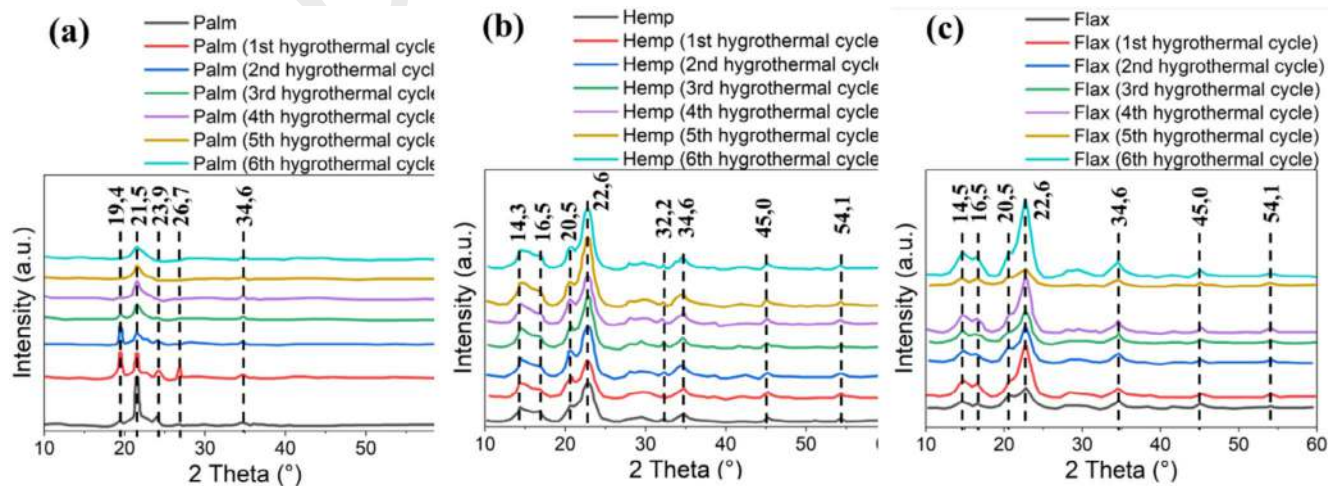 (a)
Palm
Palm (1st hygrothermal cycle
Palm (2nd hygrothermal cycl
Palm (3rd hygrothermal cycle
Palm (4th hygrothermal cycle
Palm (5th hygrothermal cycle
Palm (6th hygrothermal cycle
19,4
21,5
23,9
26,7
34,6
Intensity (a.u.)
10 20 30 40 50
2 Theta (°)
(b)
Hemp
Hemp (1st hygrothermal cycle
Hemp (2nd hygrothermal cycle
Hemp (3rd hygrothermal cycle
Hemp (4th hygrothermal cycle
Hemp (5th hygrothermal cycle
Hemp (6th hygrothermal cycle
14,3
16,5
20,5
22,6
32,2
34,6
45,0
54,1
Intensity (a.u.)
10 20 30 40 50 6
2 Theta (°)
(c)
Flax
Flax (1st hygrothermal cycle)
Flax (2nd hygrothermal cycle)
Flax (3rd hygrothermal cycle)
Flax (4th hygrothermal cycle)
Flax (5th hygrothermal cycle)
Flax (6th hygrothermal cycle)
14,5
16,5
20,5
22,6
34,6
45,0
54,1
Intensity (a.u.)
10 20 30 40 50 60
2 Theta (°)